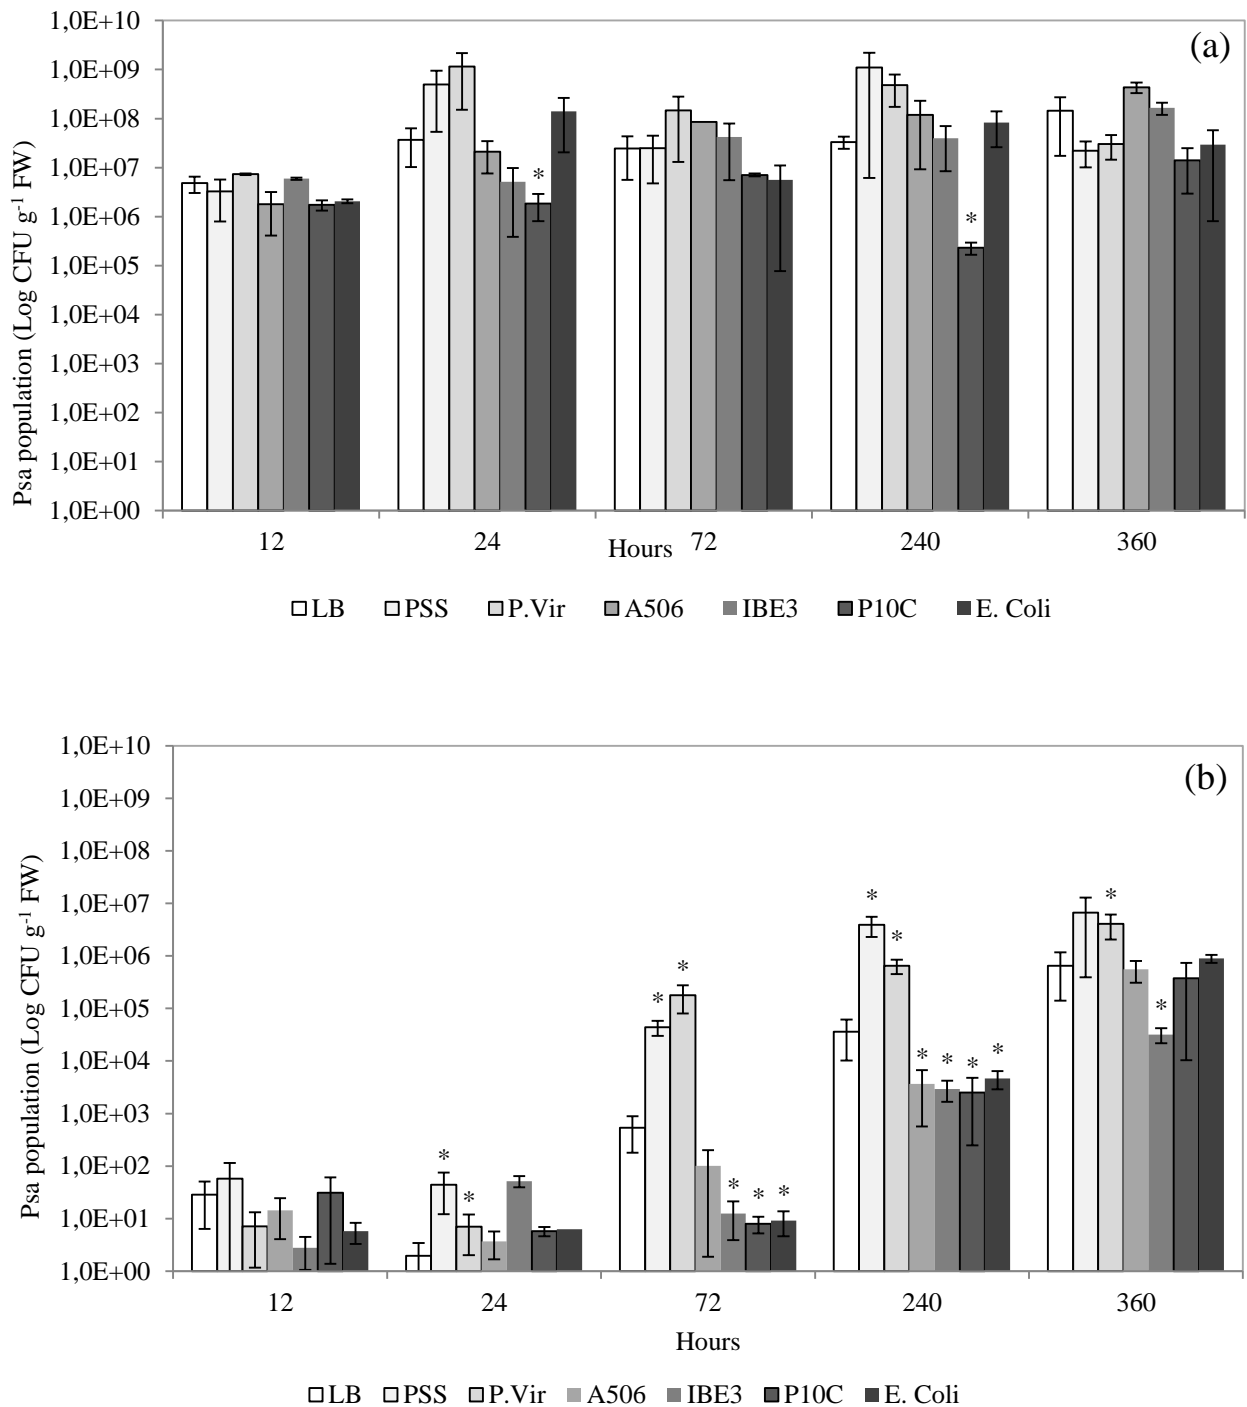 (a)
Psa population (Log CFU g-1 FW)
1,0E+10
1,0E+09
1,0E+08
1,0E+07
1,0E+06
1,0E+05
1,0E+04
1,0E+03
1,0E+02
1,0E+01
1,0E+00
*
*
12 24 72 240 360
Hours
LB PSS P.Vir A506 IBE3 P10C E. Coli
(b)
Psa population (Log CFU g-1 FW)
1,0E+10
1,0E+09
1,0E+08
1,0E+07
1,0E+06
1,0E+05
1,0E+04
1,0E+03
1,0E+02
1,0E+01
1,0E+00
* *
* * * * *
* * * * * *
* *
12 24 72 240 360
Hours
LB PSS P.Vir A506 IBE3 P10C E. Coli